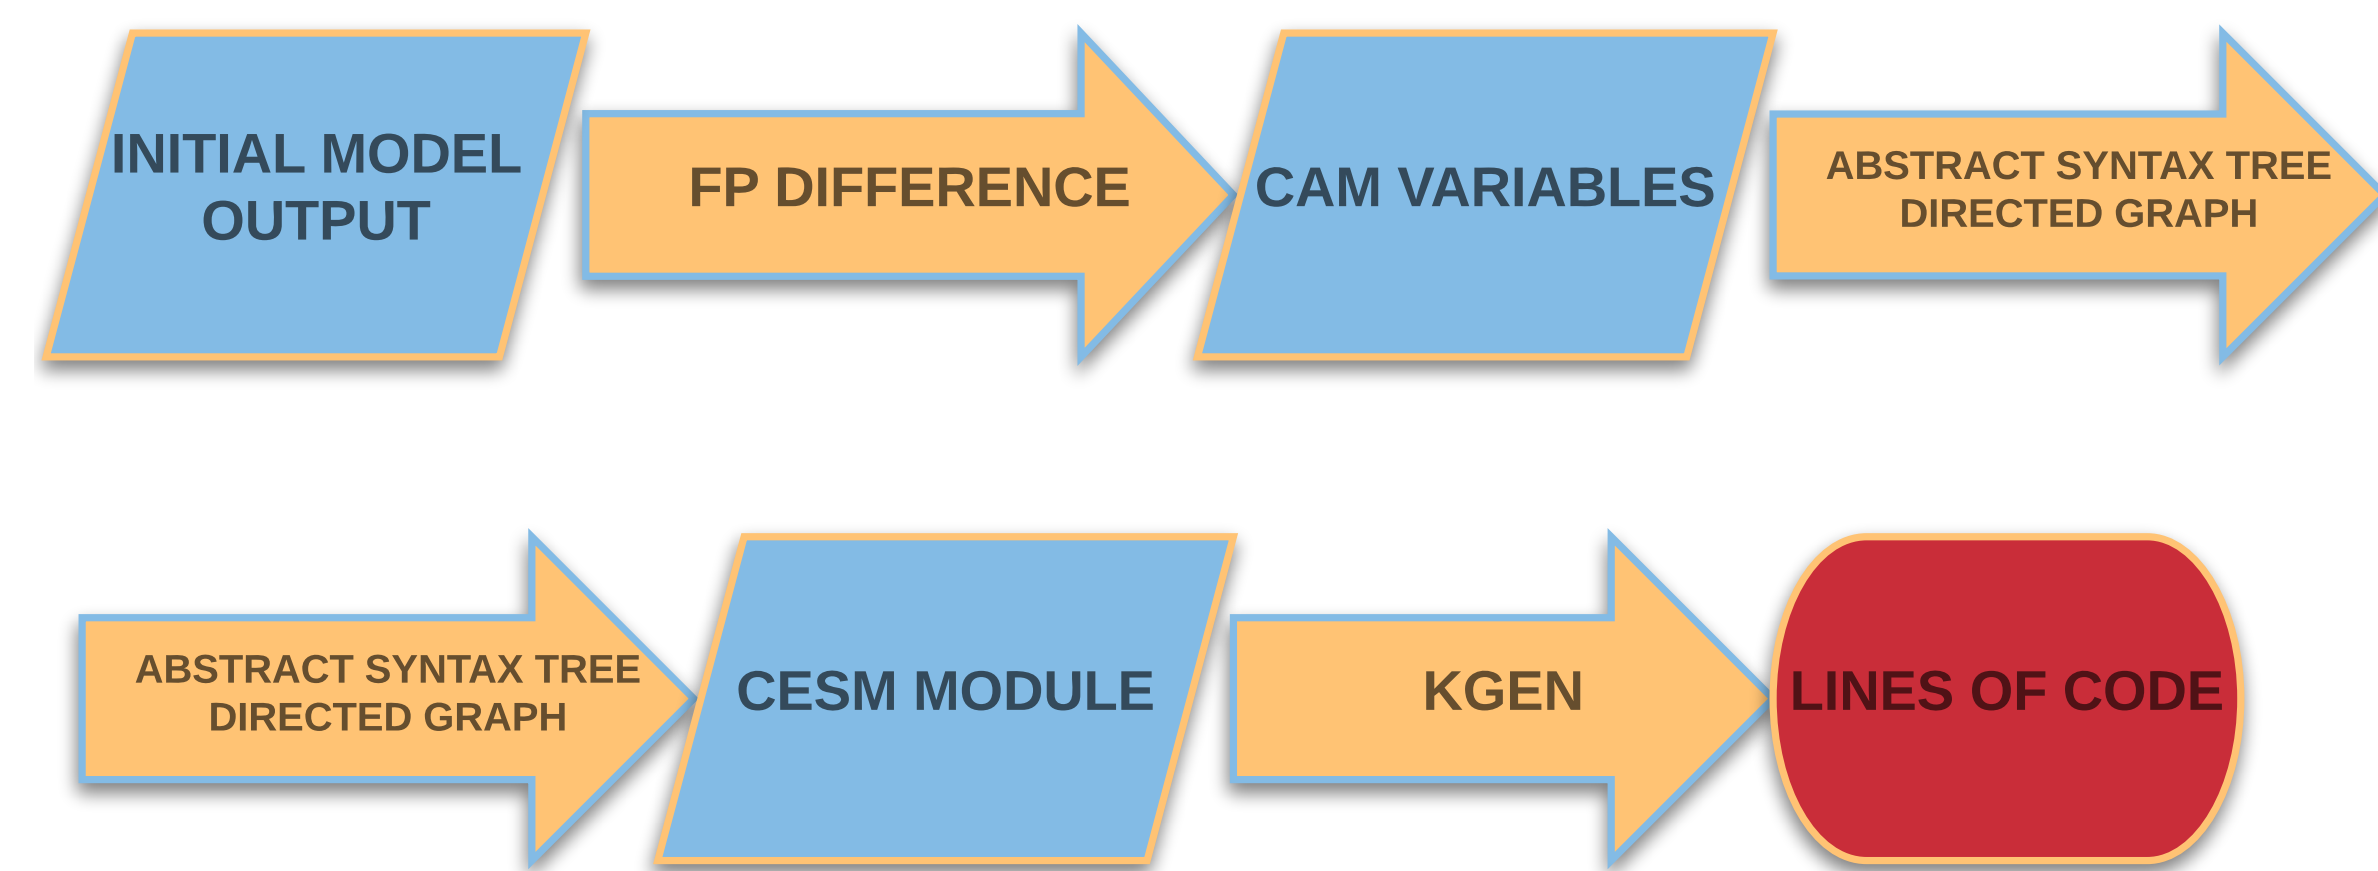 INITIAL MODEL
OUTPUT
FP DIFFERENCE
CAM VARIABLES
ABSTRACT SYNTAX TREE
DIRECTED GRAPH
ABSTRACT SYNTAX TREE
DIRECTED GRAPH
CESM MODULE
KGEN
LINES OF CODE